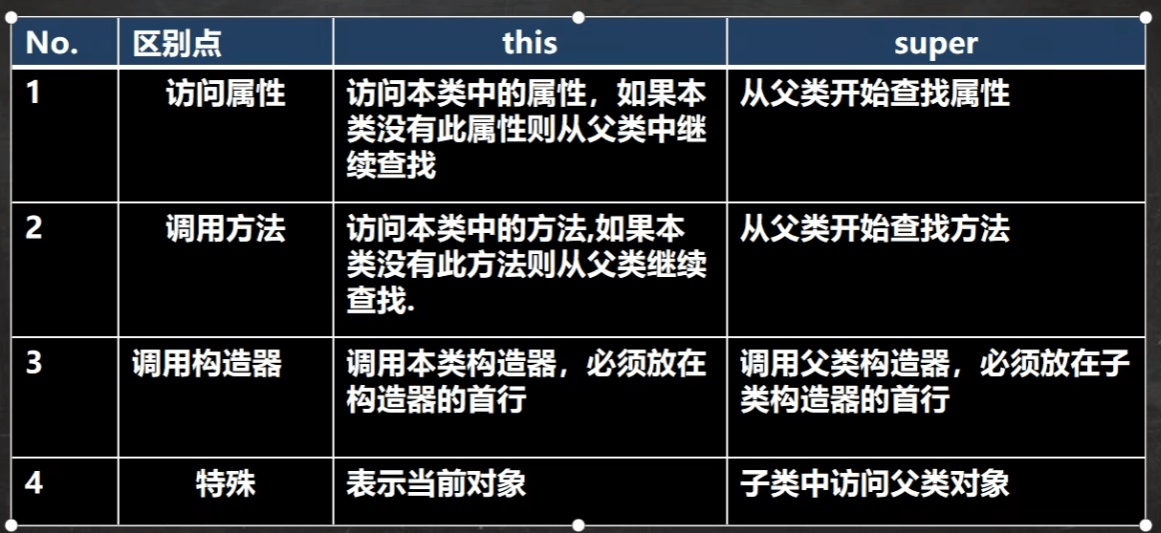 No.
区别点
this
super
1
访问属性
访问本类中的属性，如果本
类没有此属性则从父类中继
续查找
从父类开始查找属性
2
调用方法
访问本类中的方法,如果本
类没有此方法则从父类继续
查找.
从父类开始查找方法
3
调用构造器
调用本类构造器，必须放在
构造器的首行
调用父类构造器，必须放在子
类构造器的首行
4
特殊
表示当前对象
子类中访问父类对象